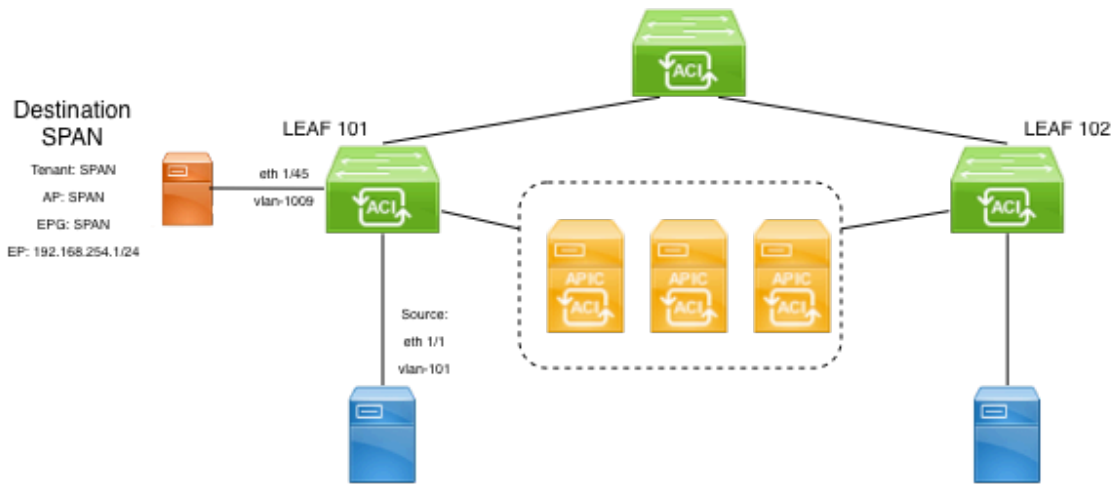 ACI
LEAF 101
LEAF 102
Destination
SPAN
Tenant: SPAN
AP: SPAN
EPG: SPAN
EP: 192.168.254.1/24
eth 1/45
vlan-1009
ACI
ACI
APIC
ACI
APIC
ACI
APIC
ACI
Source:
eth 1/1
vlan-101